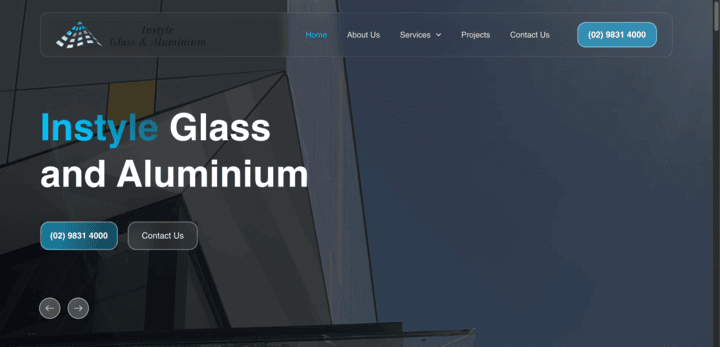 Instyle
Glass & Aluminium
Home
About Us
Services
Projects
Contact Us
(02) 9831 4000
Instyle Glass
and Aluminium
(02) 9831 4000
Contact Us